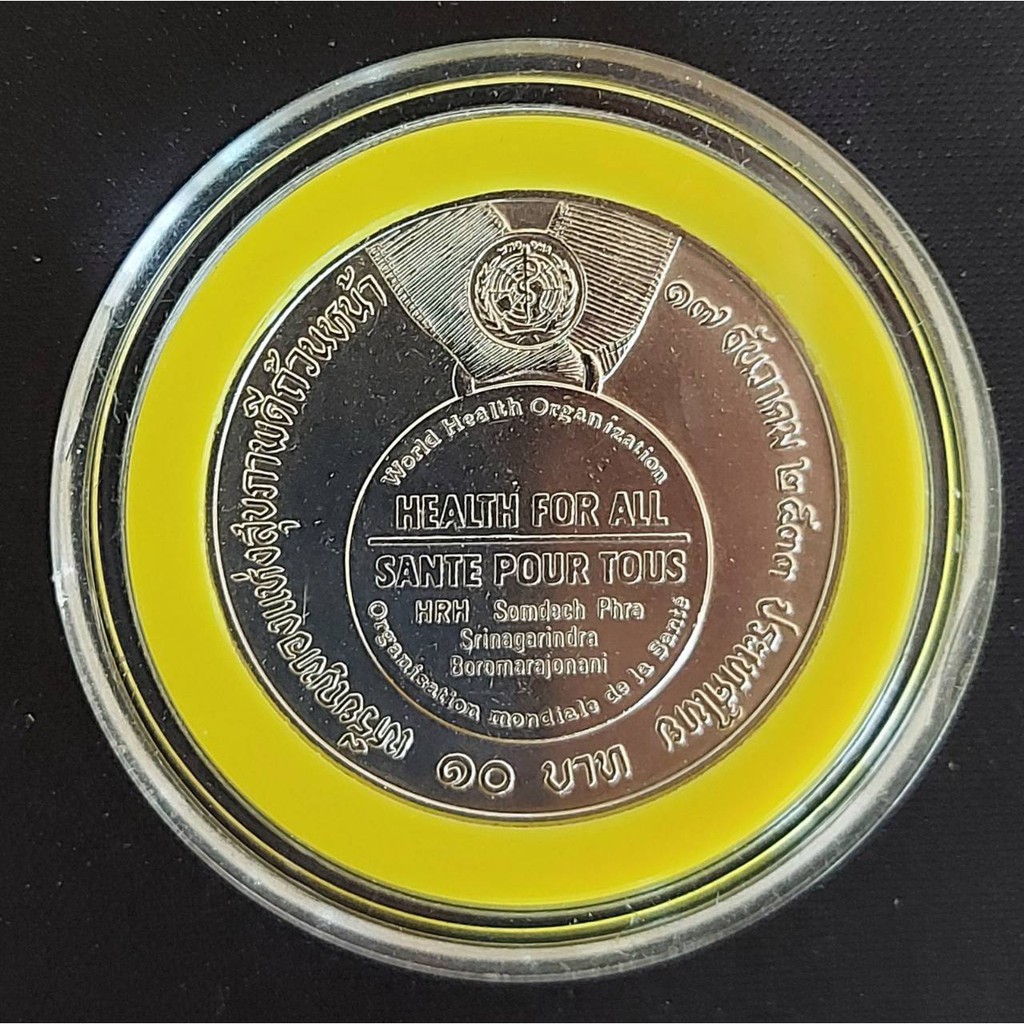 เหรียญทองแห่งสุขภาพดีถ้วนหน้า
๑๗ ธันวาคม ๒๕๓๓ ประเทศไทย
World Health Organization
HEALTH FOR ALL
SANTE POUR TOUS
HRH Somdech Phra
Srinagarindra
Boromarajonani
Organisation mondiale de la Santé
๑๐ บาท